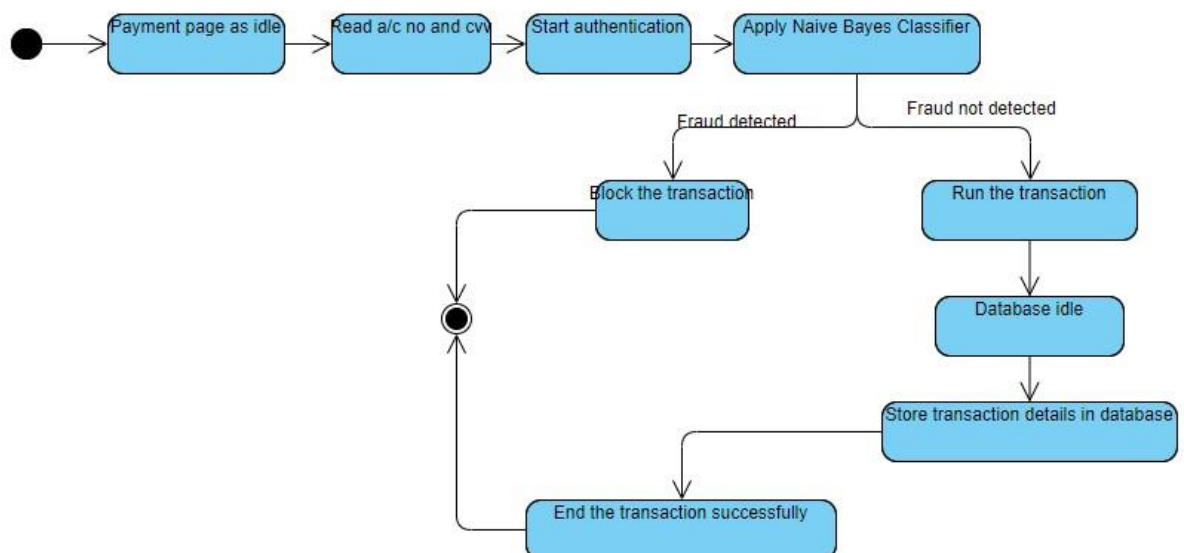 Payment page as idle
Read a/c no and cvv
Start authentication
Apply Naive Bayes Classifier
Fraud detected
Fraud not detected
Block the transaction
Run the transaction
Database idle
Store transaction details in database
End the transaction successfully